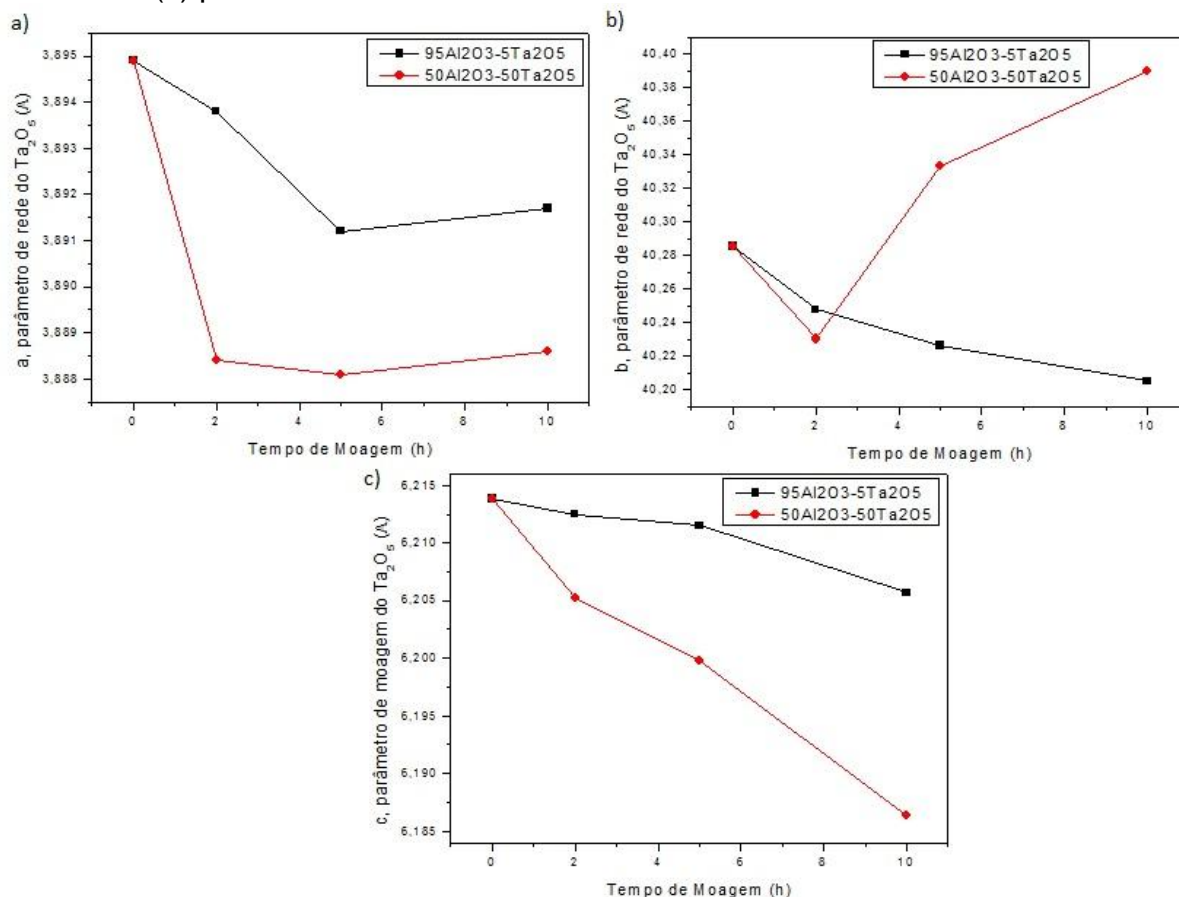 a)
95Al2O3-5Ta2O5
50Al2O3-50Ta2O5
3,895
3,894
3,893
3,892
3,891
3,890
3,889
3,888
a, parâmetro de rede do Ta₂O₅ (Å)
0 2 4 6 8 10
Tempo de Moagem (h)
b)
95Al2O3-5Ta2O5
50Al2O3-50Ta2O5
40,40
40,38
40,36
40,34
40,32
40,30
40,28
40,26
40,24
40,22
40,20
b, parâmetro de rede do Ta₂O₅ (Å)
0 2 4 6 8 10
Tempo de Moagem (h)
c)
95Al2O3-5Ta2O5
50Al2O3-50Ta2O5
6,215
6,210
6,205
6,200
6,195
6,190
6,185
c, parâmetro de moagem do Ta₂O₅ (Å)
0 2 4 6 8 10
Tempo de Moagem (h)